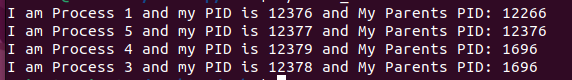 I am Process 1 and my PID is 12376 and My Parents PID: 12266
I am Process 5 and my PID is 12377 and My Parents PID: 12376
I am Process 4 and my PID is 12379 and My Parents PID: 1696
I am Process 3 and my PID is 12378 and My Parents PID: 1696